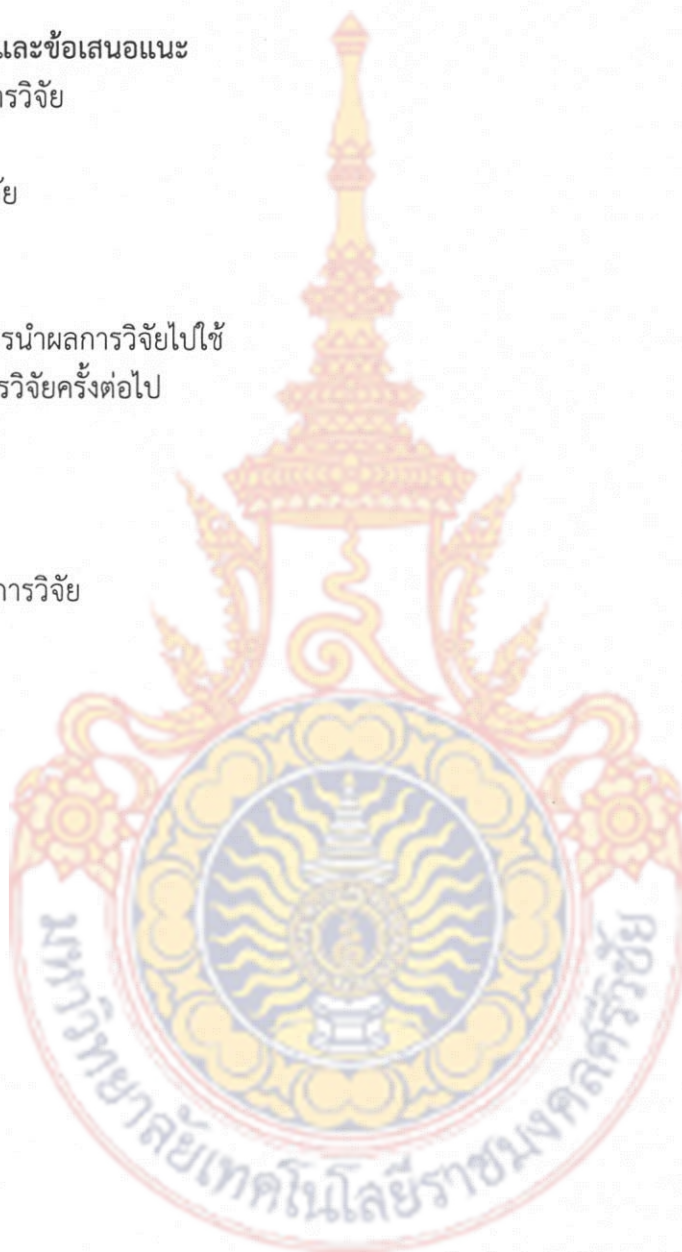 และข้อเสนอแนะ
ารวิจัย
ัย
รนำผลการวิจัยไปใช้
รวิจัยครั้งต่อไป
การวิจัย
มหาวิทยาลัยเทคโนโลยีราชมงคลศรีวิชัย